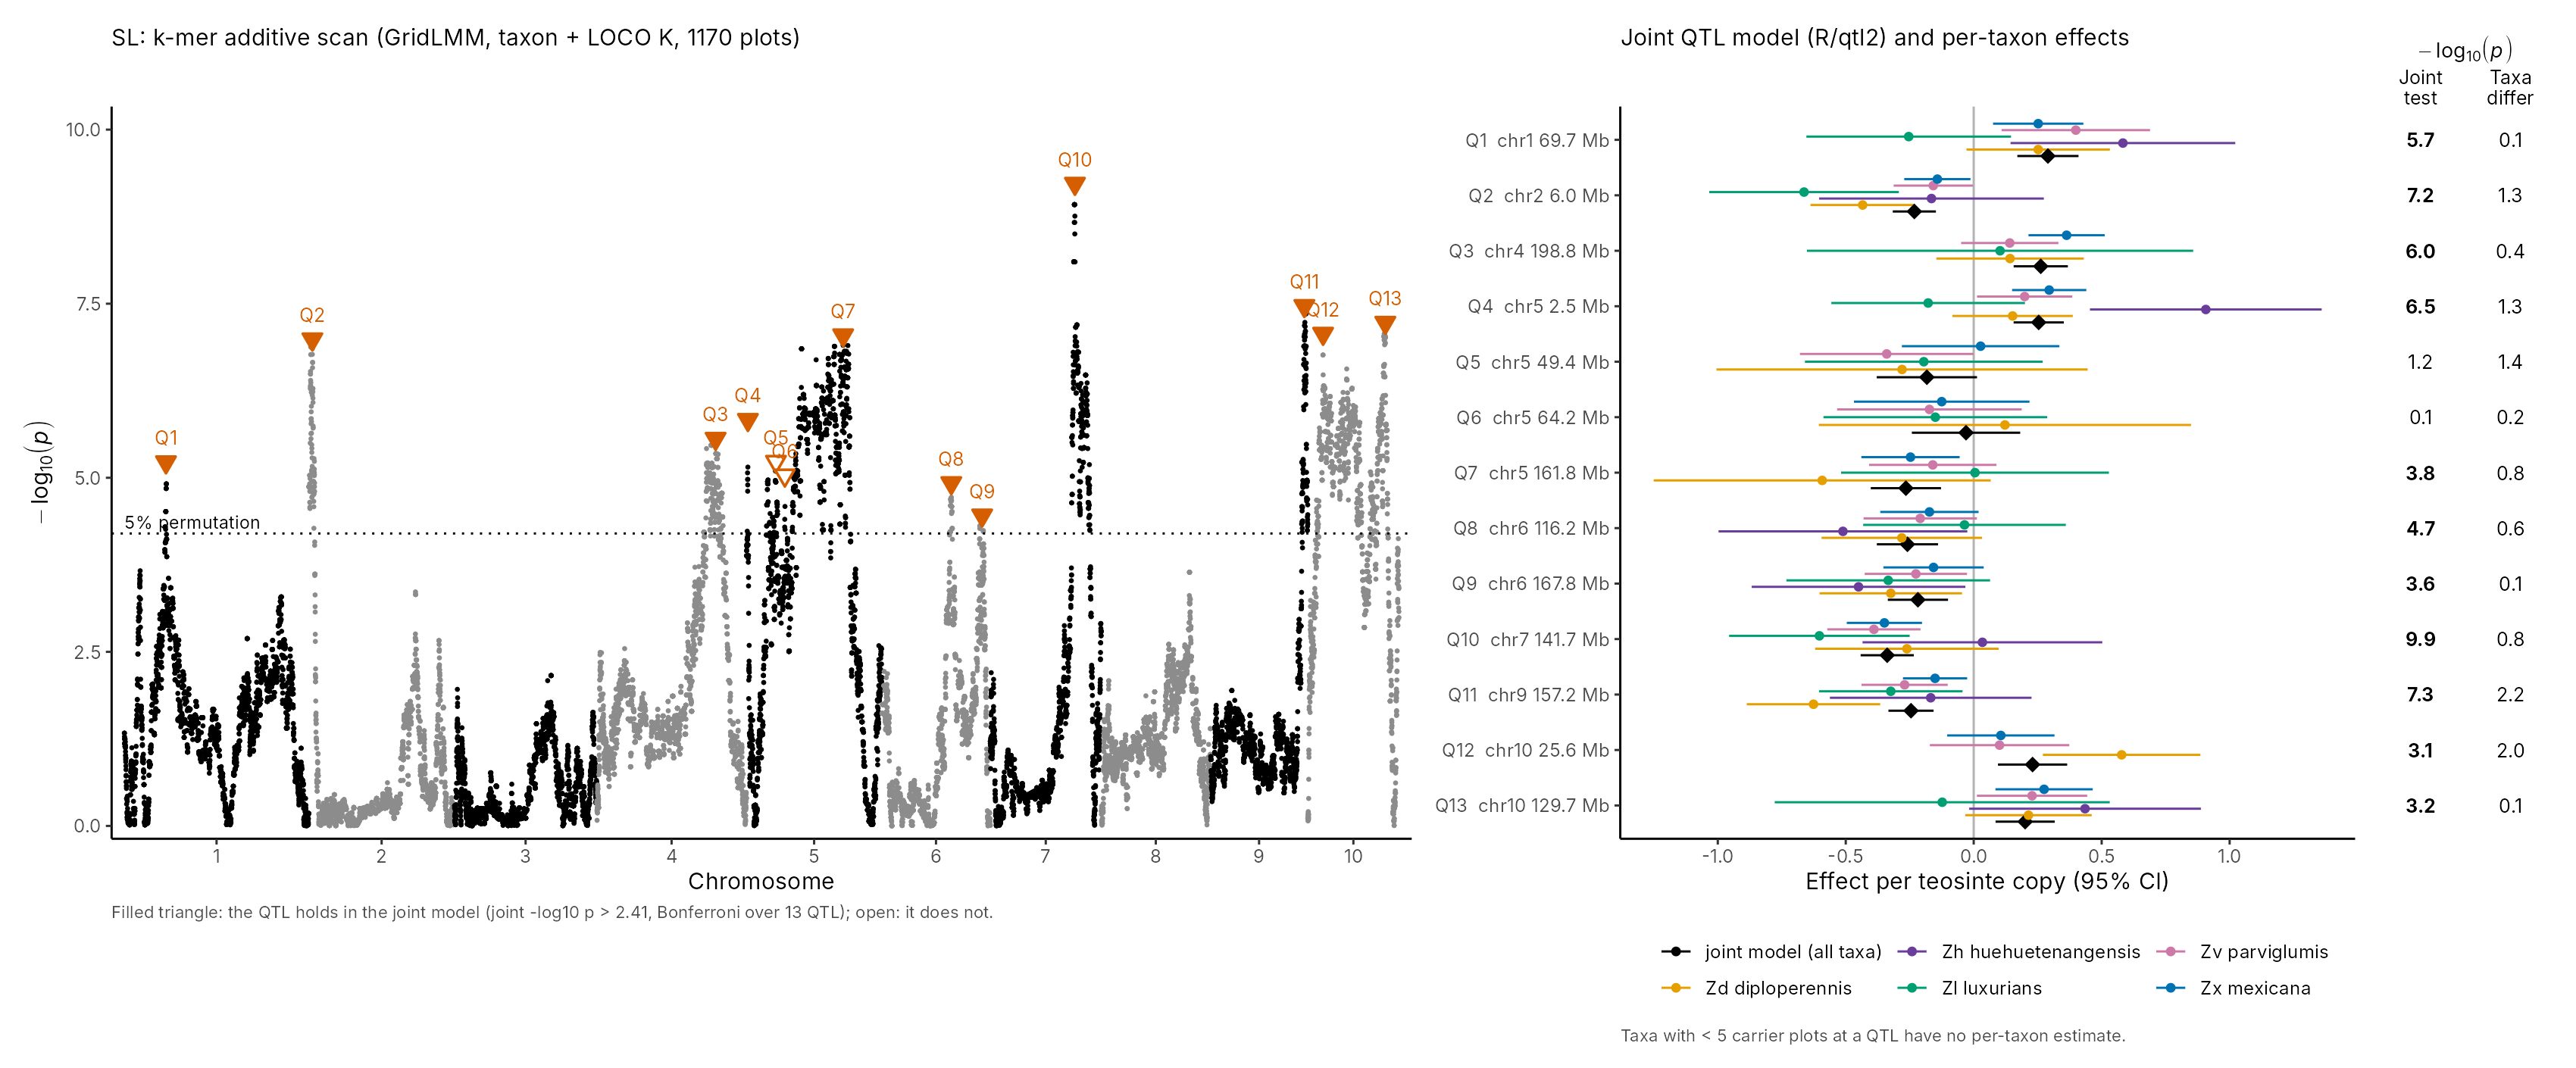 SL: k-mer additive scan (GridLMM, taxon + LOCO K, 1170 plots)
−log10(p)
10.0
7.5
5.0
2.5
0.0
5% permutation
Q1
Q2
Q3
Q4
Q5
Q6
Q7
Q8
Q9
Q10
Q11
Q12
Q13
1 2 3 4 5 6 7 8 9 10
Chromosome
Filled triangle: the QTL holds in the joint model (joint -log10 p > 2.41, Bonferroni over 13 QTL); open: it does not.
Joint QTL model (R/qtl2) and per-taxon effects
−log10(p)
Joint test
Taxa differ
Q1 chr1 69.7 Mb 5.7 0.1
Q2 chr2 6.0 Mb 7.2 1.3
Q3 chr4 198.8 Mb 6.0 0.4
Q4 chr5 2.5 Mb 6.5 1.3
Q5 chr5 49.4 Mb 1.2 1.4
Q6 chr5 64.2 Mb 0.1 0.2
Q7 chr5 161.8 Mb 3.8 0.8
Q8 chr6 116.2 Mb 4.7 0.6
Q9 chr6 167.8 Mb 3.6 0.1
Q10 chr7 141.7 Mb 9.9 0.8
Q11 chr9 157.2 Mb 7.3 2.2
Q12 chr10 25.6 Mb 3.1 2.0
Q13 chr10 129.7 Mb 3.2 0.1
-1.0 -0.5 0.0 0.5 1.0
Effect per teosinte copy (95% CI)
joint model (all taxa) Zh huehuetenangensis Zv parviglumis
Zd diploperennis Zl luxurians Zx mexicana
Taxa with < 5 carrier plots at a QTL have no per-taxon estimate.